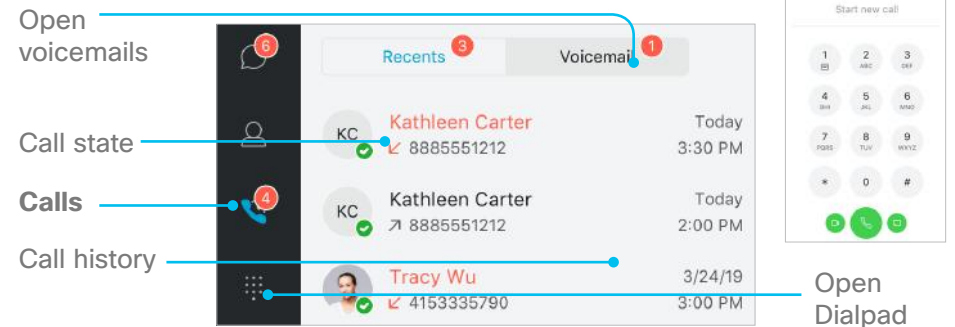 Open
voicemails
Call state
Calls
Call history
6
4
Recents 3
Voicemail 1
KC
Kathleen Carter
8885551212
Today
3:30 PM
KC
Kathleen Carter
8885551212
Today
2:00 PM
Tracy Wu
4153335790
3/24/19
3:00 PM
Start new call
1 2 3
ABC DEF
4 5 6
GHI JKL MNO
7 8 9
PQRS TUV WXYZ
* 0 #
Open
Dialpad